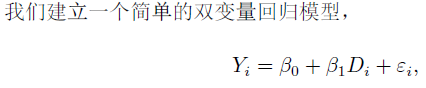 我们建立一个简单的双变量回归模型，
Yᵢ = β₀ + β₁Dᵢ + εᵢ,